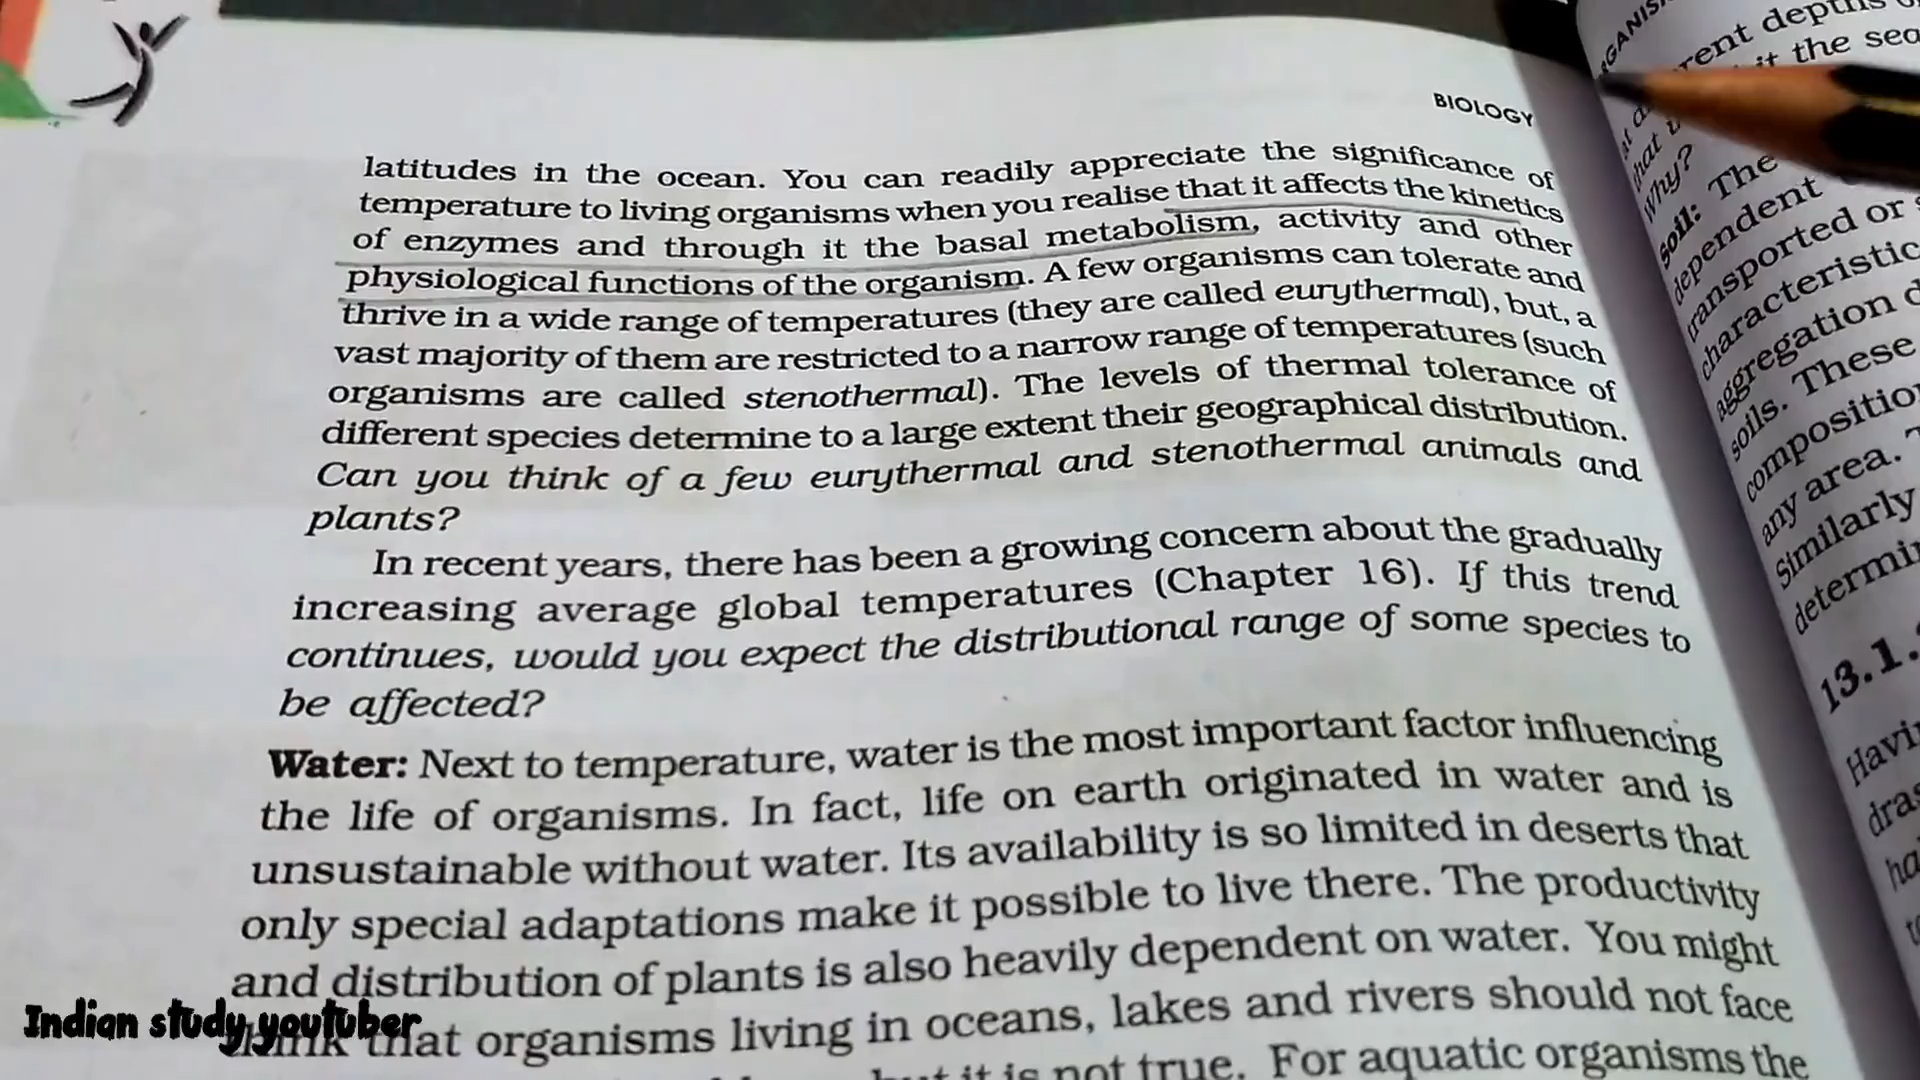 BIOLOGY
latitudes in the ocean. You can readily appreciate the significance of
temperature to living organisms when you realise that it affects the kinetics
of enzymes and through it the basal metabolism, activity and other
physiological functions of the organism. A few organisms can tolerate and
thrive in a wide range of temperatures (they are called eurythermal), but, a
vast majority of them are restricted to a narrow range of temperatures (such
organisms are called stenothermal). The levels of thermal tolerance of
different species determine to a large extent their geographical distribution.
Can you think of a few eurythermal and stenothermal animals and
plants?
In recent years, there has been a growing concern about the gradually
increasing average global temperatures (Chapter 16). If this trend
continues, would you expect the distributional range of some species to
be affected?
Water: Next to temperature, water is the most important factor influencing
the life of organisms. In fact, life on earth originated in water and is
unsustainable without water. Its availability is so limited in deserts that
only special adaptations make it possible to live there. The productivity
and distribution of plants is also heavily dependent on water. You might
think that organisms living in oceans, lakes and rivers should not face
but it is not true. For aquatic organisms the
Indian study youtuber
depths
it the sea
Why?
Soil: The
dependent
transported or
characteristic
aggregation
soils. These
any area.
Similarly
13.1.